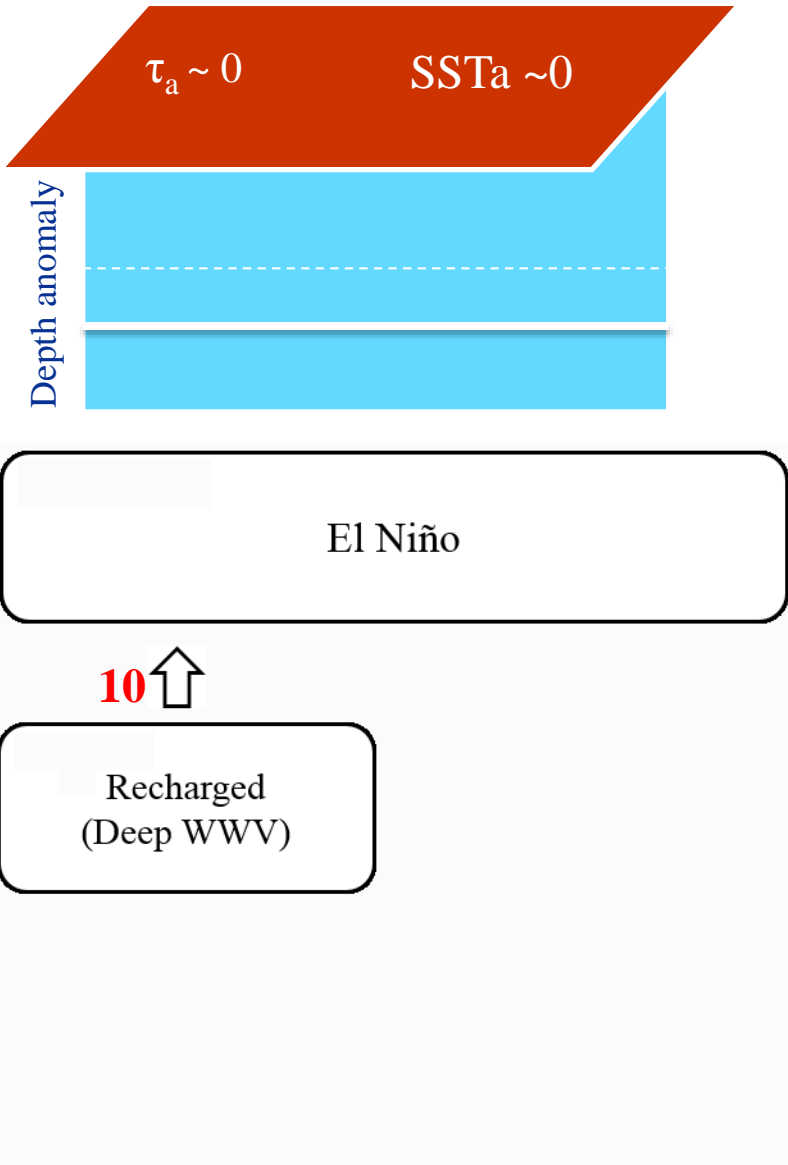 τa ~ 0
SSTa ~0
Depth anomaly
El Niño
10
Recharged
(Deep WWV)